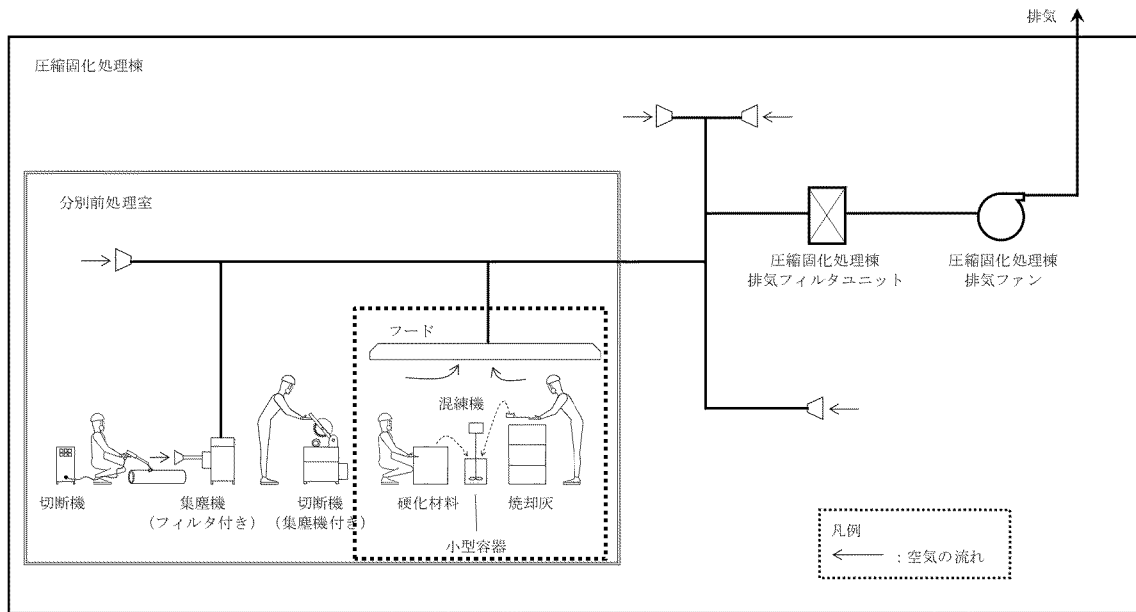 排気
圧縮固化処理棟
分別前処理室
圧縮固化処理棟
排気フィルタユニット
圧縮固化処理棟
排気ファン
フード
混練機
切断機
集塵機
(フィルタ付き)
切断機
(集塵機付き)
硬化材料
焼却灰
小型容器
凡例
:空気の流れ